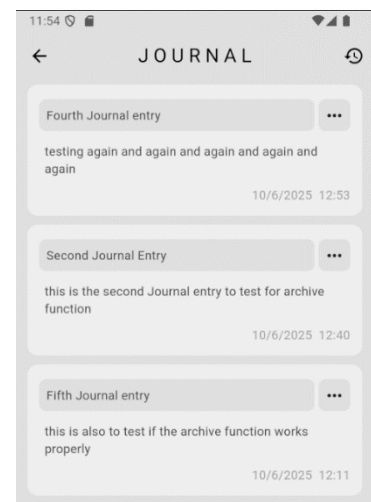 11:54
JOURNAL
Fourth Journal entry
testing again and again and again and again and
again
10/6/2025 12:53
Second Journal Entry
this is the second Journal entry to test for archive
function
10/6/2025 12:40
Fifth Journal entry
this is also to test if the archive function works
properly
10/6/2025 12:11